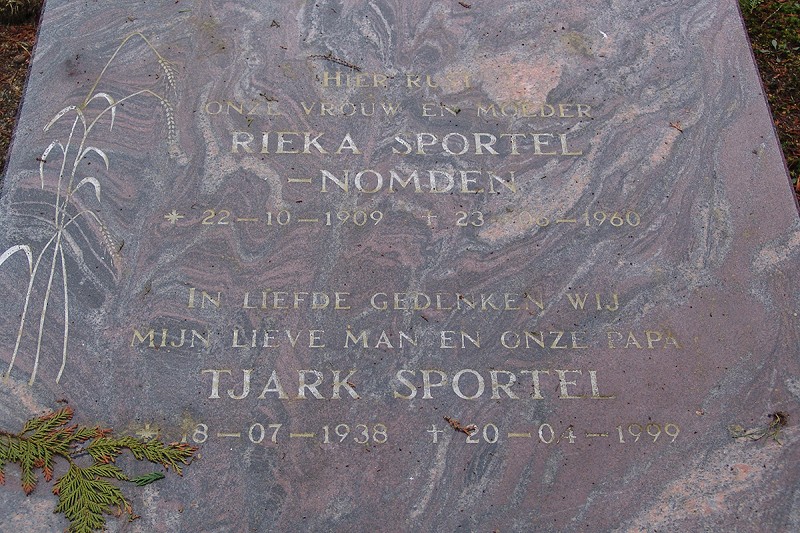 HIER RUST
ONZE VROUW EN MOEDER
RIEKA SPORTEL
-NOMDEN
* 22-10-1909 † 23-06-1960
IN LIEFDE GEDENKEN WIJ
MIJN LIEVE MAN EN ONZE PAPA
TJARK SPORTEL
* 18-07-1938 † 20-04-1999